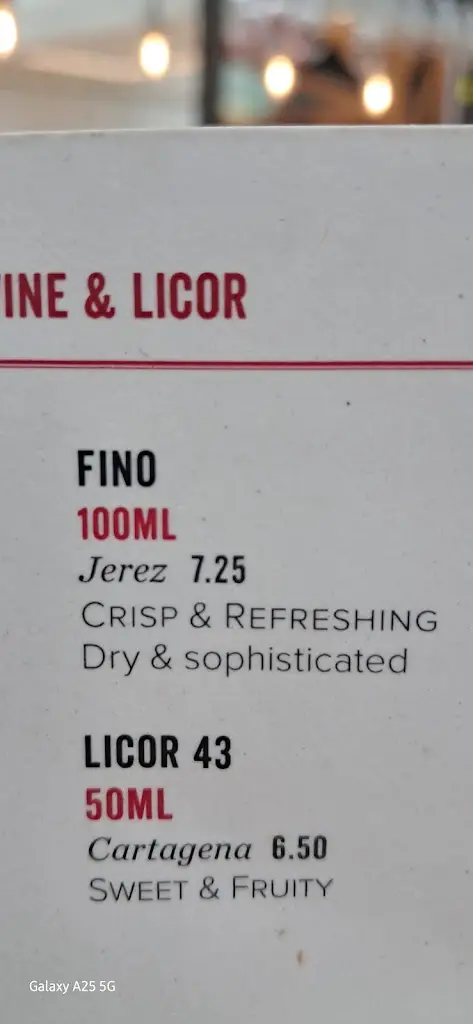 INE & LICOR
FINO
100ML
Jerez 7.25
CRISP & REFRESHING
Dry & sophisticated
LICOR 43
50ML
Cartagena 6.50
SWEET & FRUITY
Galaxy A25 5G